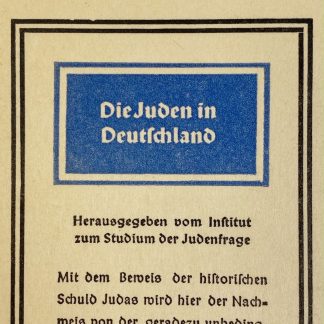 Die Juden in
Deutſchland
Herausgegeben vom Inſtitut
zum Studium der Judenfrage
Mit dem Beweis der hiſtoriſchen
Schuld Judas wird hier der Nach-
weis von der geradezu unbeding